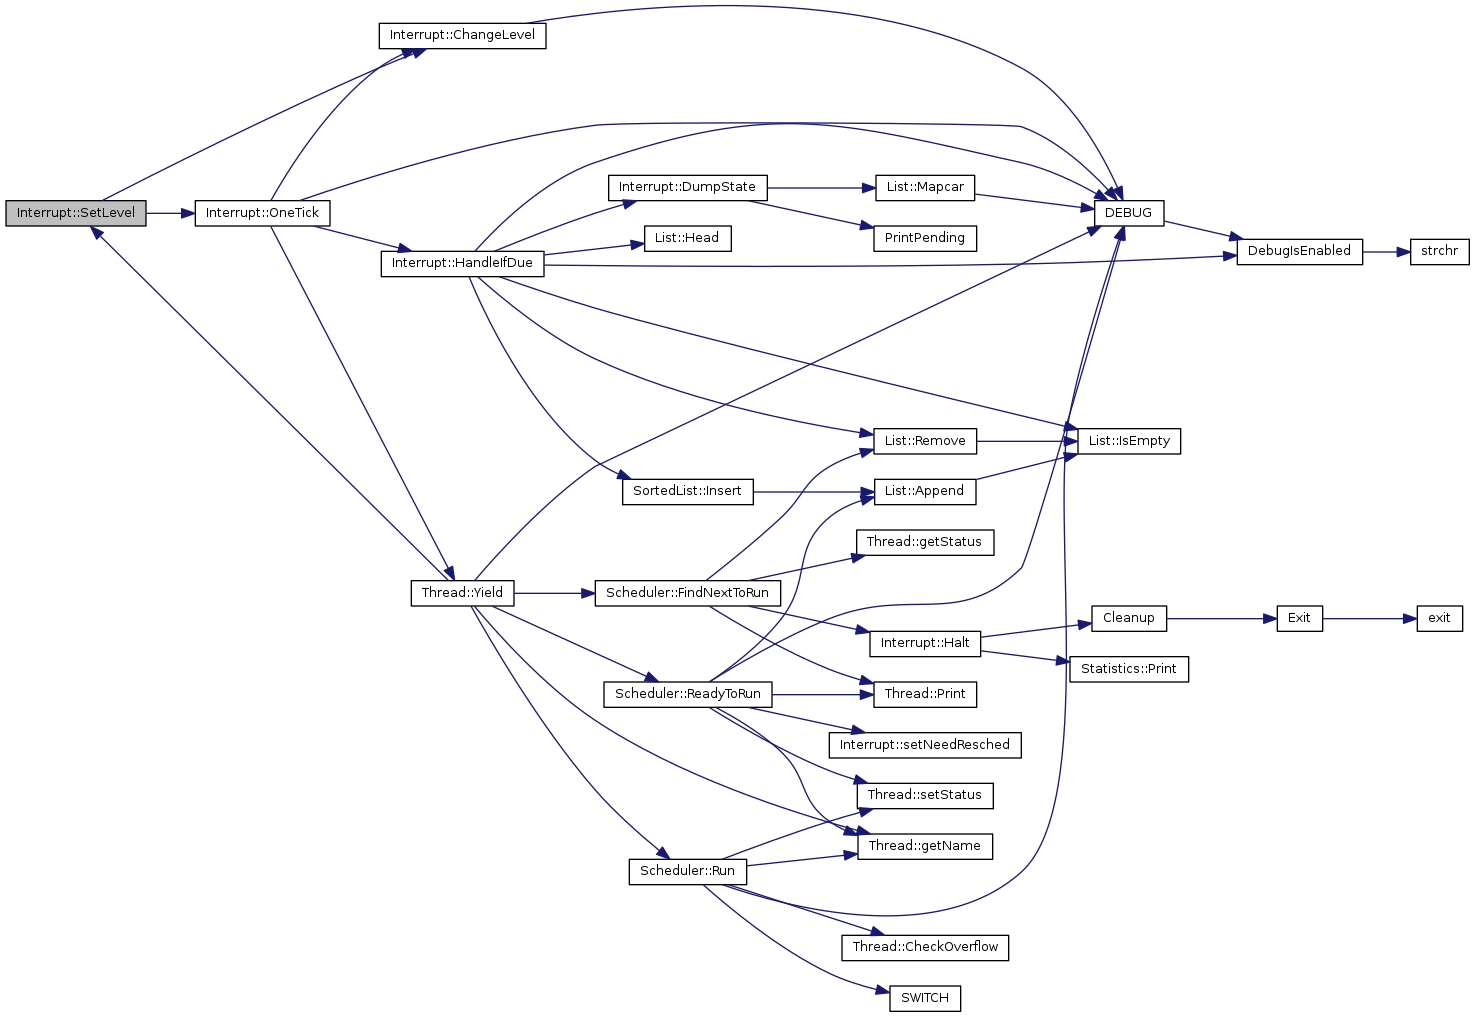 Interrupt::ChangeLevel
Interrupt::DumpState
List::Mapcar
Interrupt::SetLevel
Interrupt::OneTick
DEBUG
List::Head
PrintPending
Interrupt::HandleIfDue
DebugIsEnabled
strchr
List::Remove
List::IsEmpty
SortedList::Insert
List::Append
Thread::getStatus
Thread::Yield
Scheduler::FindNextToRun
Cleanup
Exit
exit
Interrupt::Halt
Statistics::Print
Scheduler::ReadyToRun
Thread::Print
Interrupt::setNeedResched
Thread::setStatus
Thread::getName
Scheduler::Run
Thread::CheckOverflow
SWITCH